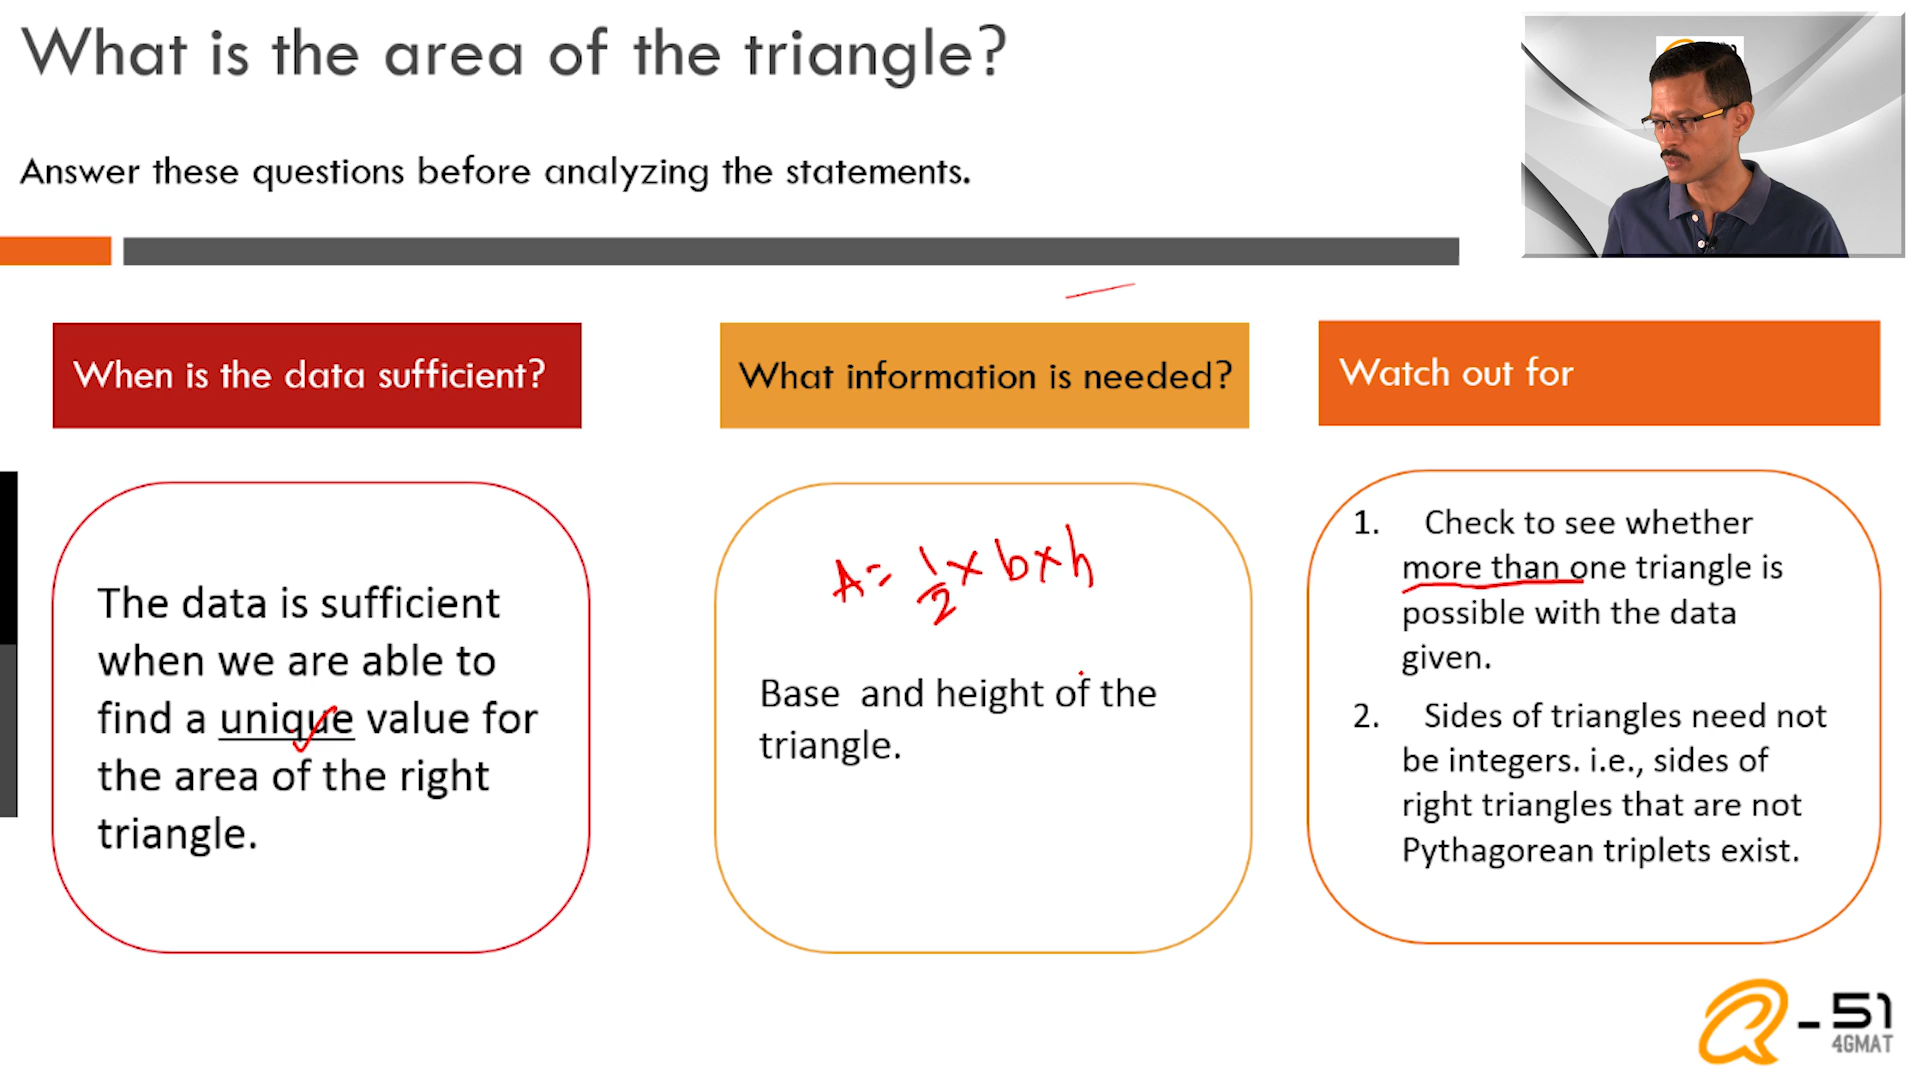 What is the area of the triangle?
Answer these questions before analyzing the statements.
When is the data sufficient?
The data is sufficient
when we are able to
find a unique value for
the area of the right
triangle.
What information is needed?
A = 1/2 × b × h
Base and height of the
triangle.
Watch out for
1. Check to see whether
more than one triangle is
possible with the data
given.
2. Sides of triangles need not
be integers. i.e., sides of
right triangles that are not
Pythagorean triplets exist.
Q-51
4GMAT